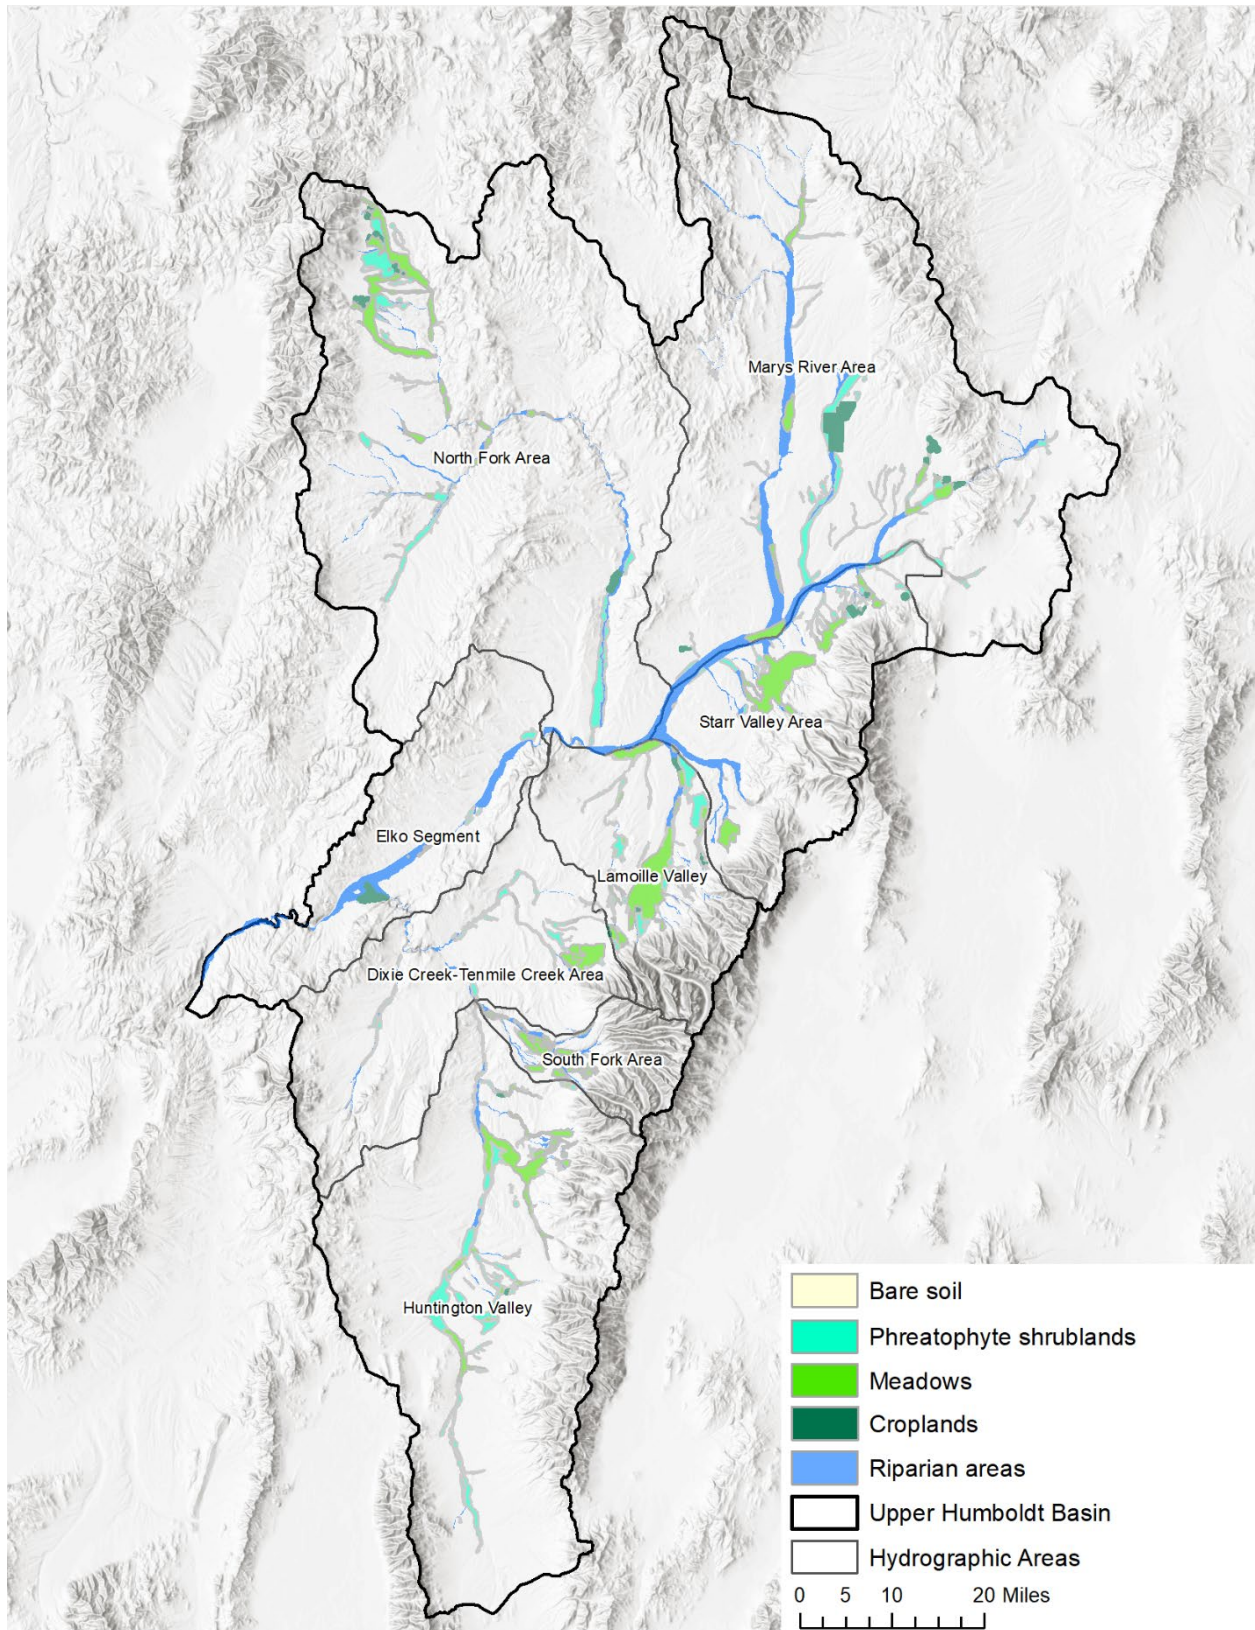 Marys River Area
North Fork Area
Starr Valley Area
Elko Segment
Lamoille Valley
Dixie Creek-Tenmile Creek Area
South Fork Area
Huntington Valley
Bare soil
Phreatophyte shrublands
Meadows
Croplands
Riparian areas
Upper Humboldt Basin
Hydrographic Areas
0 5 10 20 Miles